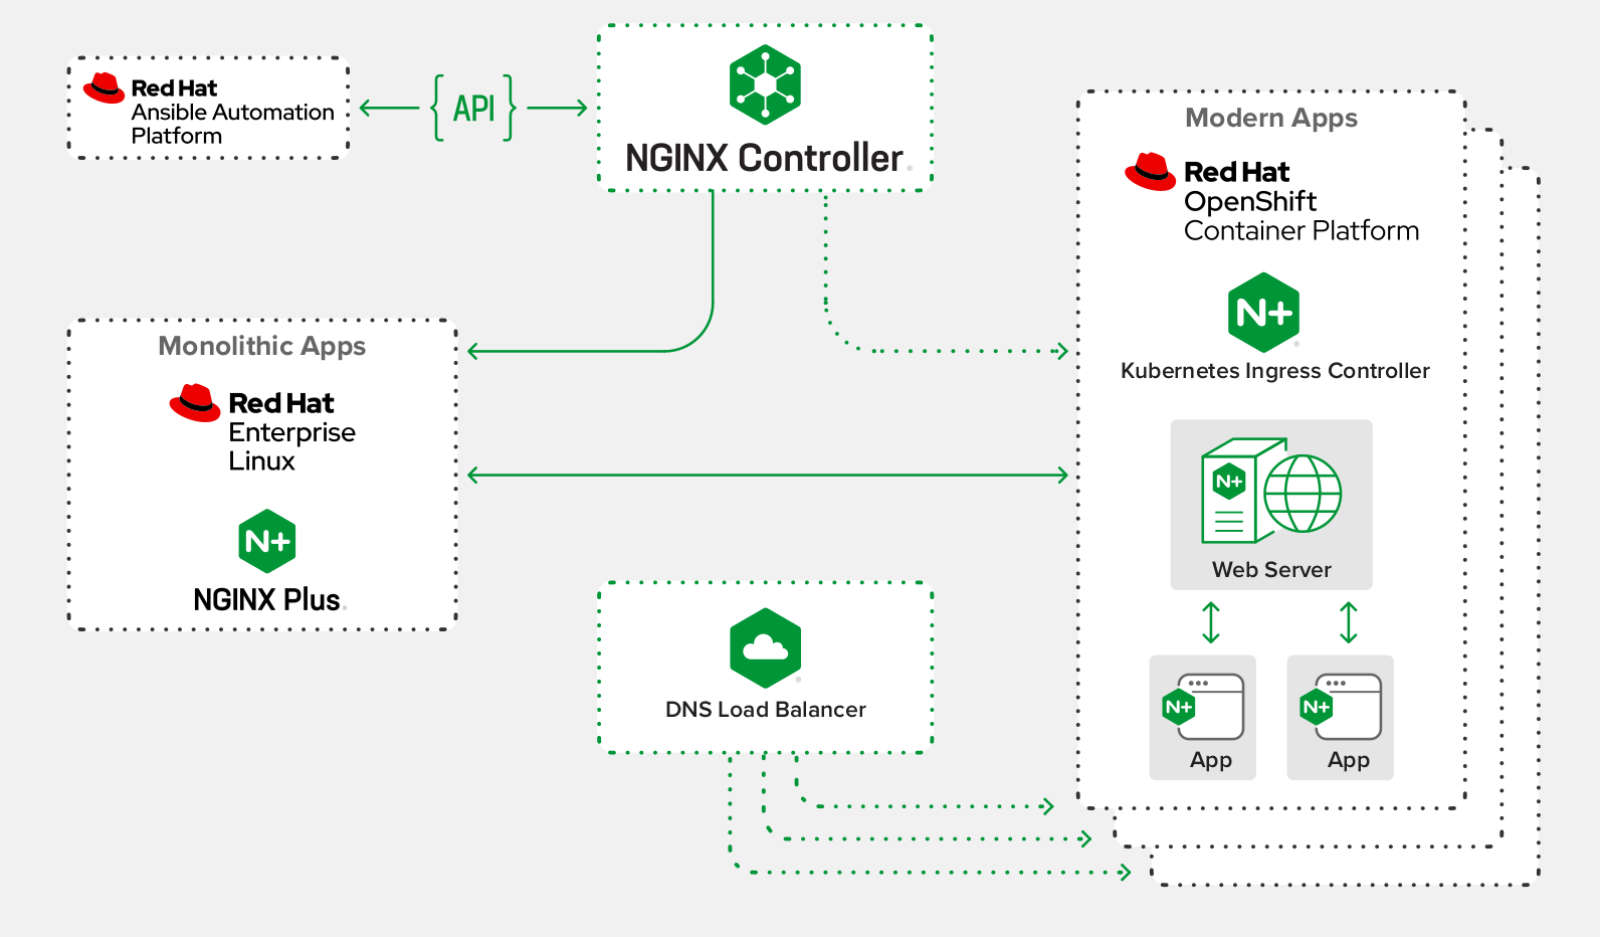 Red Hat
Ansible Automation
Platform
{ API }
NGINX Controller
Modern Apps
Red Hat
OpenShift
Container Platform
N+
Kubernetes Ingress Controller
N+
Web Server
N+
App
N+
App
Monolithic Apps
Red Hat
Enterprise
Linux
N+
NGINX Plus
DNS Load Balancer